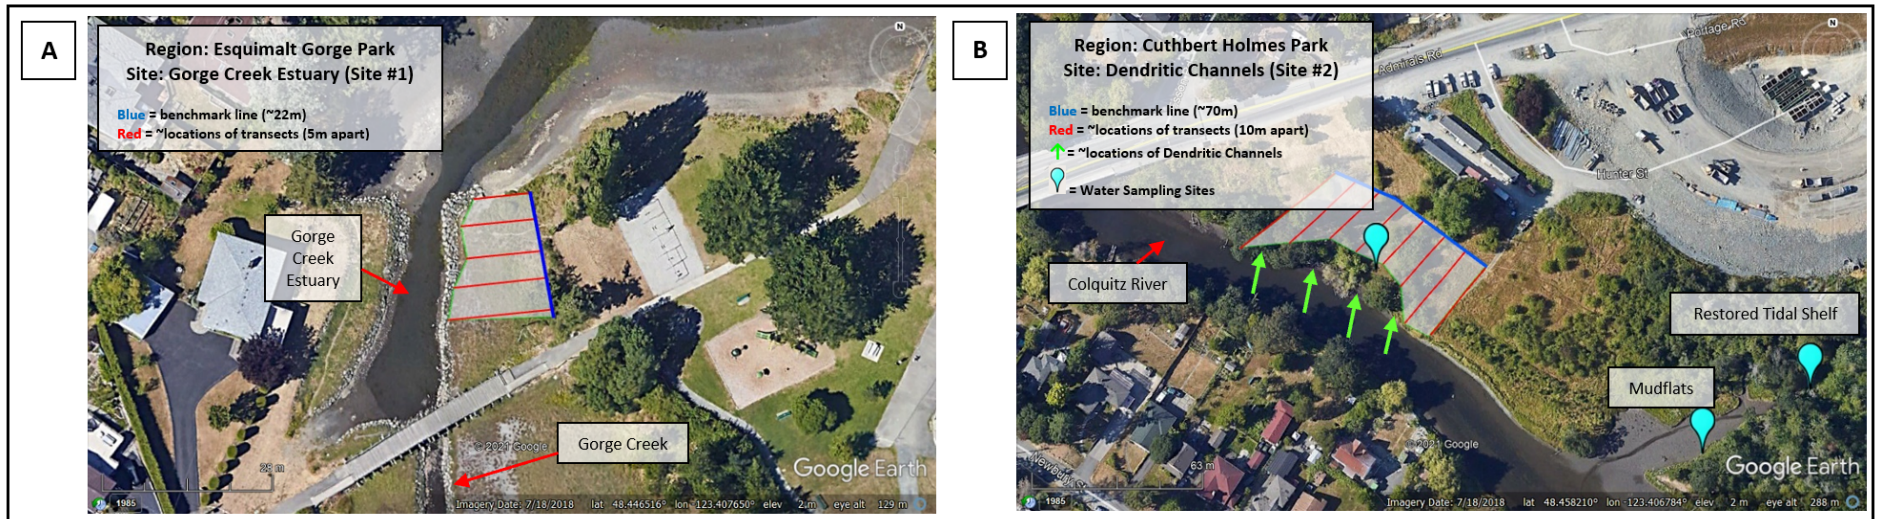 A
Region: Esquimalt Gorge Park
Site: Gorge Creek Estuary (Site #1)
Blue = benchmark line (~22m)
Red = ~locations of transects (5m apart)
N
Gorge
Creek
Estuary
Gorge Creek
© 2021 Google
Google Earth
25 m
1985
Imagery Date: 7/18/2018 lat 48.446516° lon -123.407650° elev 2 m eye alt 129 m
B
Region: Cuthbert Holmes Park
Site: Dendritic Channels (Site #2)
Blue = benchmark line (~70m)
Red = ~locations of transects (10m apart)
= ~locations of Dendritic Channels
= Water Sampling Sites
N
Admirals Rd
Cottage Rd
Hunter St
Colquitz River
Restored Tidal Shelf
Mudflats
© 2021 Google
Google Earth
63 m
1985
Imagery Date: 7/18/2018 lat 48.458210° lon -123.406784° elev 2 m eye alt 288 m